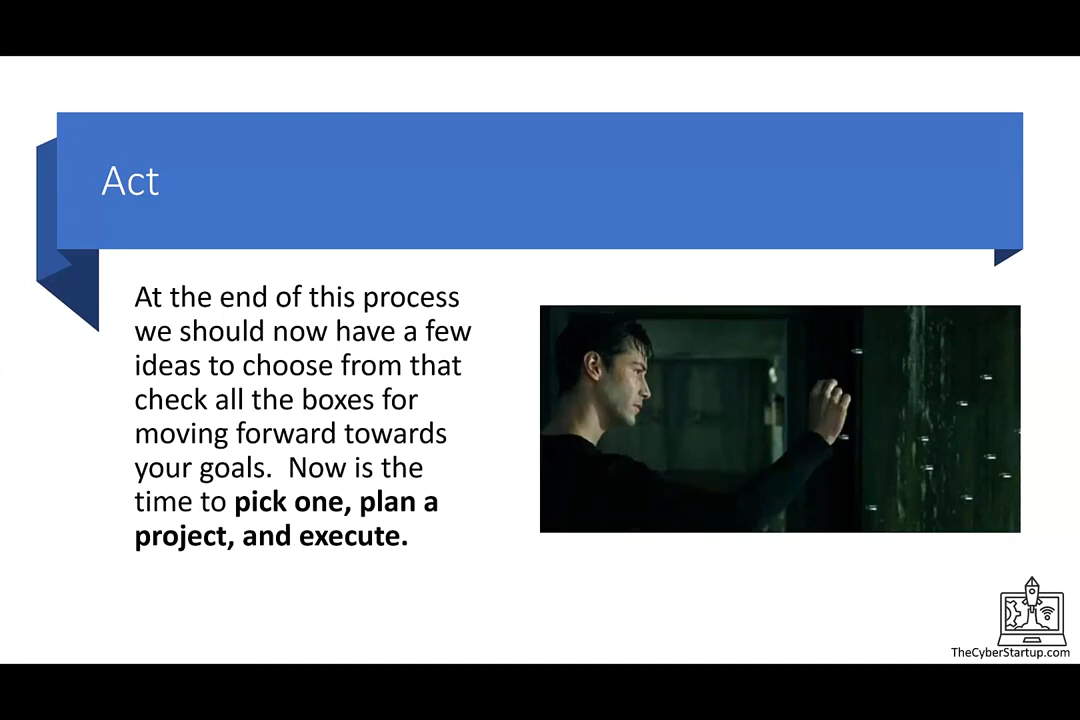 Act
At the end of this process
we should now have a few
ideas to choose from that
check all the boxes for
moving forward towards
your goals.  Now is the
time to pick one, plan a
project, and execute.
TheCyberStartup.com